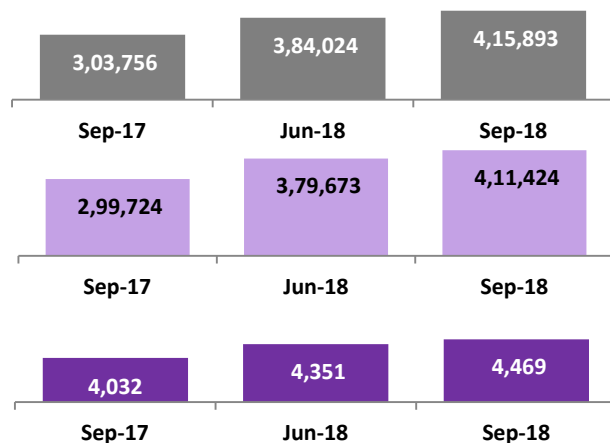 3,03,756 3,84,024 4,15,893
Sep-17 Jun-18 Sep-18
2,99,724 3,79,673 4,11,424
Sep-17 Jun-18 Sep-18
4,032 4,351 4,469
Sep-17 Jun-18 Sep-18